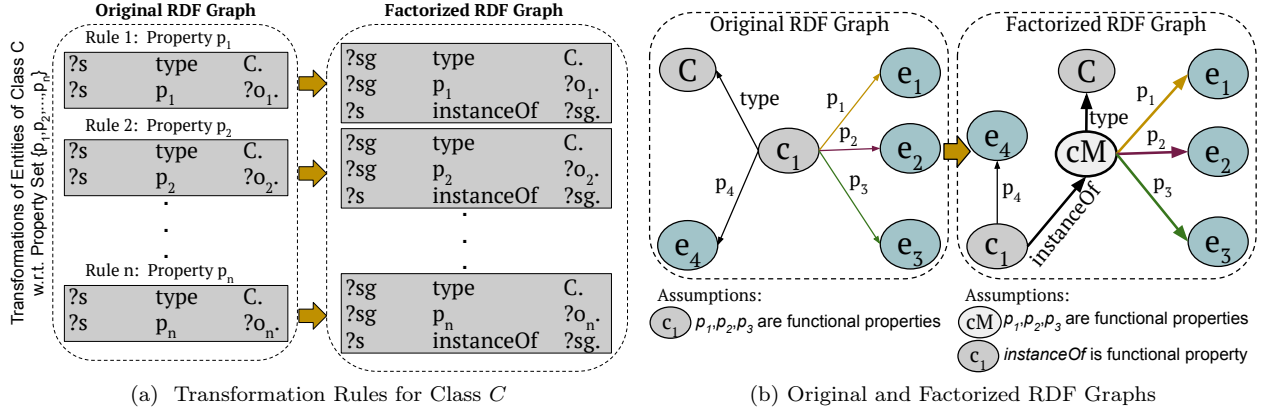 Transformations of Entities of Class C
w.r.t. Property Set {p1,p2,...,pn}
Original RDF Graph
Rule 1: Property p1
?s type C.
?s p1 ?o1.
Rule 2: Property p2
?s type C.
?s p2 ?o2.
.
.
.
Rule n: Property pn
?s type C.
?s pn ?on.
Factorized RDF Graph
?sg type C.
?sg p1 ?o1.
?s instanceOf ?sg.
?sg type C.
?sg p2 ?o2.
?s instanceOf ?sg.
.
.
.
?sg type C.
?sg pn ?on.
?s instanceOf ?sg.
(a) Transformation Rules for Class C
Original RDF Graph
C
type
p1
e1
c1
p2
e2
p4
p3
e4
e3
Assumptions:
c1 p1,p2,p3 are functional properties
Factorized RDF Graph
C
e1
type
p1
e4
cM
p2
e2
p4
p3
c1
instanceOf
e3
Assumptions:
cM p1,p2,p3 are functional properties
c1 instanceOf is functional property
(b) Original and Factorized RDF Graphs